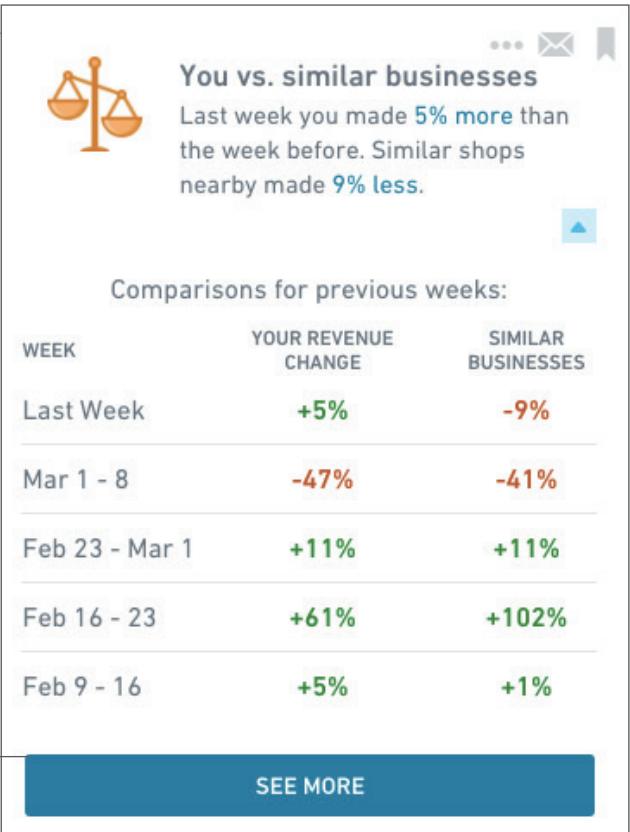 You vs. similar businesses
Last week you made 5% more than
the week before. Similar shops
nearby made 9% less.
Comparisons for previous weeks:
WEEK YOUR REVENUE CHANGE SIMILAR BUSINESSES
Last Week +5% -9%
Mar 1 - 8 -47% -41%
Feb 23 - Mar 1 +11% +11%
Feb 16 - 23 +61% +102%
Feb 9 - 16 +5% +1%
SEE MORE